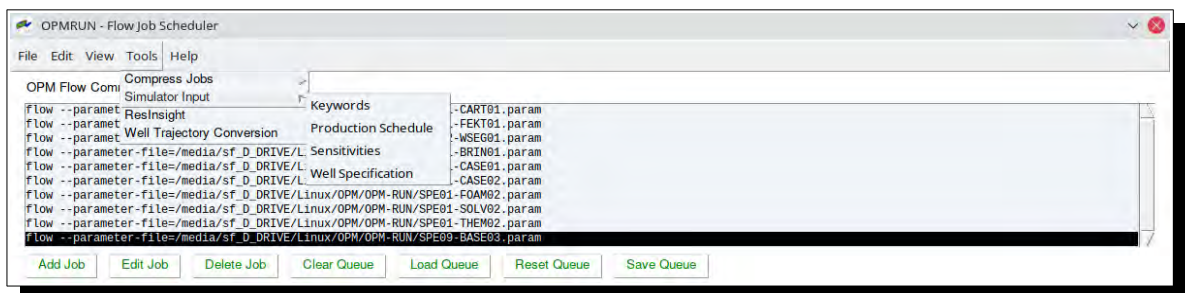 OPMRUN - Flow Job Scheduler
File Edit View Tools Help
OPM Flow Com
Compress Jobs
Simulator Input
ResInsight
Well Trajectory Conversion
Keywords
Production Schedule
Sensitivities
Well Specification
flow --paramet -CART01.param
flow --paramet -FEKT01.param
flow --paramet -WSEG01.param
flow --parameter-file=/media/sf_D_DRIVE/L -BRIN01.param
flow --parameter-file=/media/sf_D_DRIVE/L -CASE01.param
flow --parameter-file=/media/sf_D_DRIVE/L -CASE02.param
flow --parameter-file=/media/sf_D_DRIVE/Linux/OPM/OPM-RUN/SPE01-FOAM02.param
flow --parameter-file=/media/sf_D_DRIVE/Linux/OPM/OPM-RUN/SPE01-SOLV02.param
flow --parameter-file=/media/sf_D_DRIVE/Linux/OPM/OPM-RUN/SPE01-THEM02.param
flow --parameter-file=/media/sf_D_DRIVE/Linux/OPM/OPM-RUN/SPE09-BASE03.param
Add Job Edit Job Delete Job Clear Queue Load Queue Reset Queue Save Queue